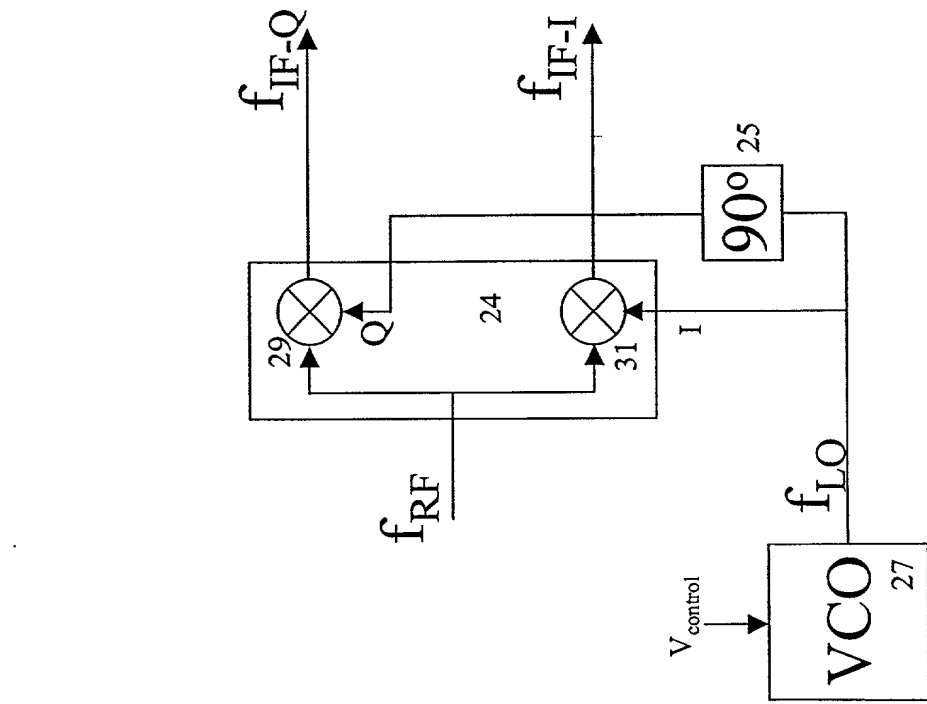 f_IF-Q
f_IF-I
29
Q
24
31
I
90°
25
f_RF
f_LO
V_control
VCO
27